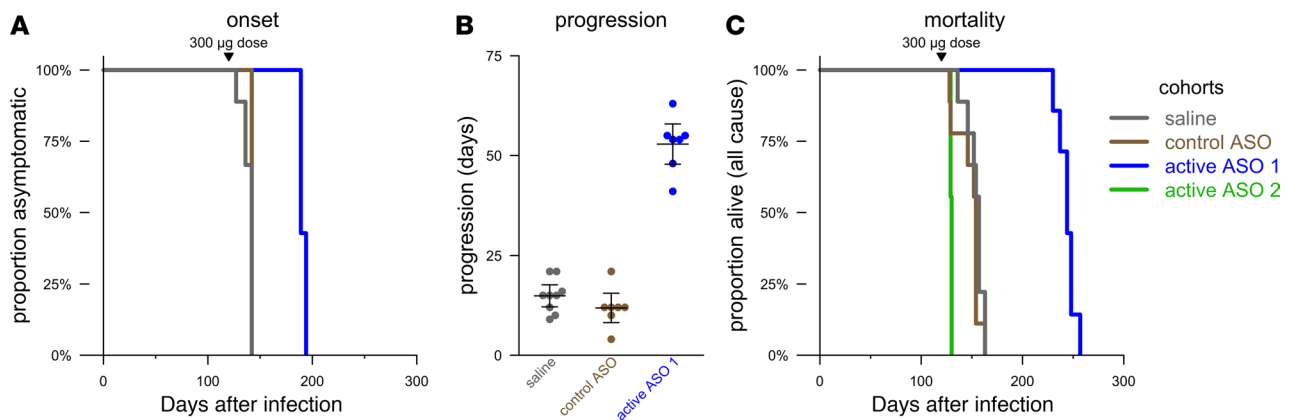 A
onset
300 µg dose
proportion asymptomatic
100%
75%
50%
25%
0%
0
100
200
300
Days after infection
B
progression
progression (days)
75
50
25
0
saline
control ASO
active ASO 1
C
mortality
300 µg dose
proportion alive (all cause)
100%
75%
50%
25%
0%
0
100
200
300
Days after infection
cohorts
saline
control ASO
active ASO 1
active ASO 2